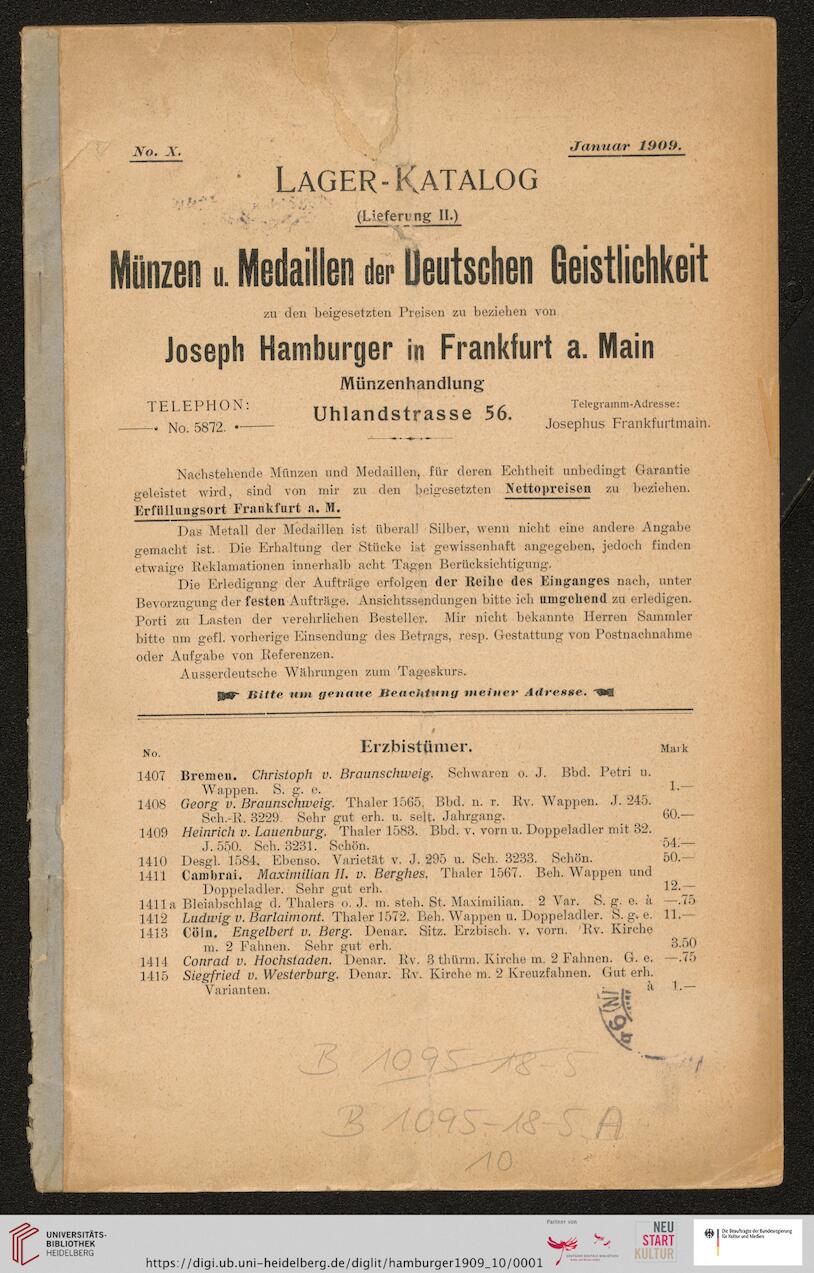 No. X.
Januar 1909.
LAGER-KATALOG
(Lieferung II.)
Münzen u. Medaillen der Deutschen Geistlichkeit
zu den beigesetzten Preisen zu beziehen von
Joseph Hamburger in Frankfurt a. Main
Münzenhandlung
TELEPHON:
No. 5872.
Uhlandstrasse 56.
Telegramm-Adresse:
Josephus Frankfurtmain.
Nachstehende Münzen und Medaillen, für deren Echtheit unbedingt Garantie
geleistet wird, sind von mir zu den beigesetzten Nettopreisen zu beziehen.
Erfüllungsort Frankfurt a. M.
Das Metall der Medaillen ist überall Silber, wenn nicht eine andere Angabe
gemacht ist. Die Erhaltung der Stücke ist gewissenhaft angegeben, jedoch finden
etwaige Reklamationen innerhalb acht Tagen Berücksichtigung.
Die Erledigung der Aufträge erfolgen der Reihe des Einganges nach, unter
Bevorzugung der festen Aufträge. Ansichtssendungen bitte ich umgehend zu erledigen.
Porti zu Lasten der verehrlichen Besteller. Mir nicht bekannte Herren Sammler
bitte um gefl. vorherige Einsendung des Betrags, resp. Gestattung von Postnachnahme
oder Aufgabe von Referenzen.
Ausserdeutsche Währungen zum Tageskurs.
Bitte um genaue Beachtung meiner Adresse.
No. Erzbistümer. Mark
1407 Bremen. Christoph v. Braunschweig. Schwaren o. J. Bbd. Petri u.
Wappen. S. g. e. 1.—
1408 Georg v. Braunschweig. Thaler 1565. Bbd. n. r. Rv. Wappen. J. 245.
Sch.-R. 3229. Sehr gut erh. u. selt. Jahrgang. 60.—
1409 Heinrich v. Lauenburg. Thaler 1583. Bbd. v. vorn u. Doppeladler mit 32.
J. 550. Sch. 3231. Schön. 54.—
1410 Desgl. 1584. Ebenso. Varietät v. J. 295 u. Sch. 3233. Schön. 50.—
1411 Cambrai. Maximilian II. v. Berghes. Thaler 1567. Beh. Wappen und
Doppeladler. Sehr gut erh. 12.—
1411a Bleiabschlag d. Thalers o. J. m. steh. St. Maximilian. 2 Var. S. g. e. à —.75
1412 Ludwig v. Barlaimont. Thaler 1572. Beh. Wappen u. Doppeladler. S. g. e. 11.—
1413 Cöln. Engelbert v. Berg. Denar. Sitz. Erzbisch. v. vorn. Rv. Kirche
m. 2 Fahnen. Sehr gut erh. 3.50
1414 Conrad v. Hochstaden. Denar. Rv. 3 thürm. Kirche m. 2 Fahnen. G. e. —.75
1415 Siegfried v. Westerburg. Denar. Rv. Kirche m. 2 Kreuzfahnen. Gut erh.
Varianten. à 1.—
B 1095-18-5
B 1095-18-5 A
10
UNIVERSITÄTS-
BIBLIOTHEK
HEIDELBERG
https://digi.ub.uni-heidelberg.de/diglit/hamburger1909_10/0001
Partner von
DEUTSCHE DIGITALE BIBLIOTHEK
NEU
START
KULTUR
Die Beauftragte der Bundesregierung
für Kultur und Medien